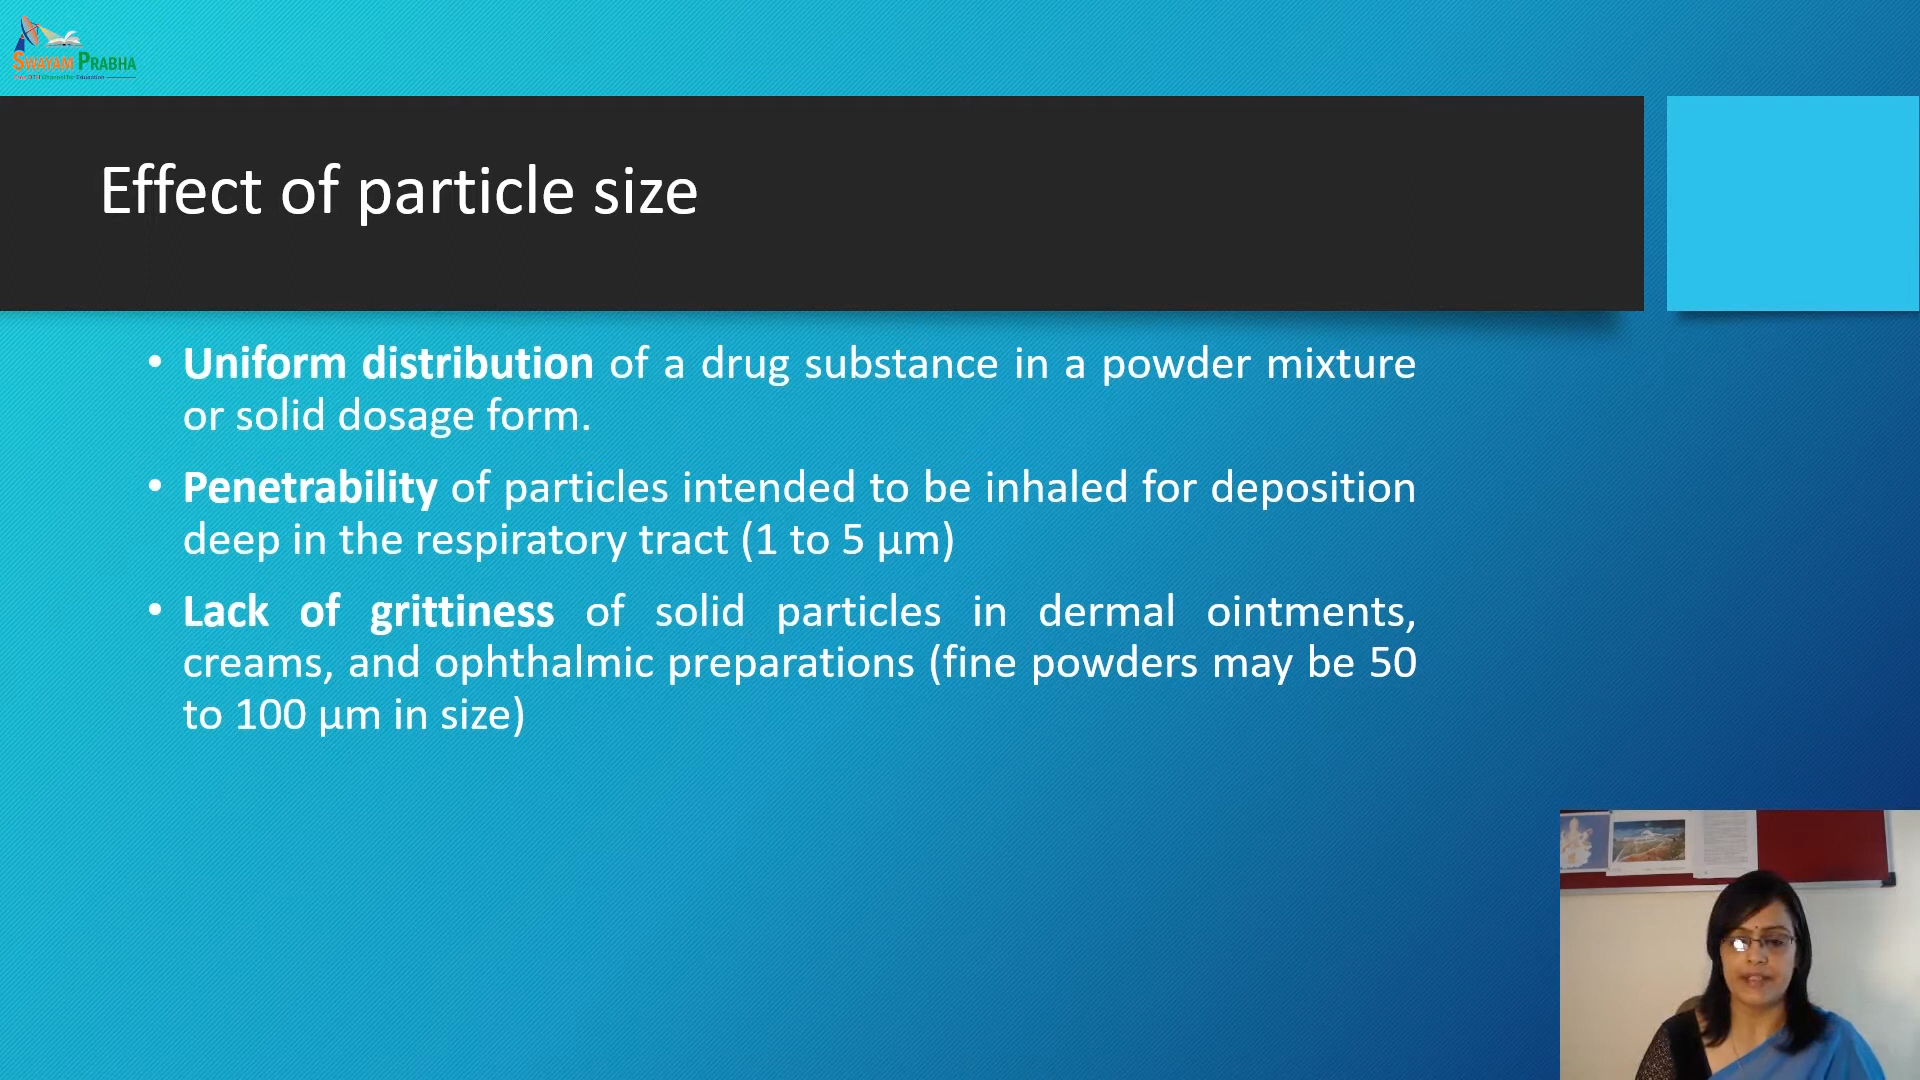 SWAYAM PRABHA
Effect of particle size
• Uniform distribution of a drug substance in a powder mixture
or solid dosage form.
• Penetrability of particles intended to be inhaled for deposition
deep in the respiratory tract (1 to 5 µm)
• Lack of grittiness of solid particles in dermal ointments,
creams, and ophthalmic preparations (fine powders may be 50
to 100 µm in size)